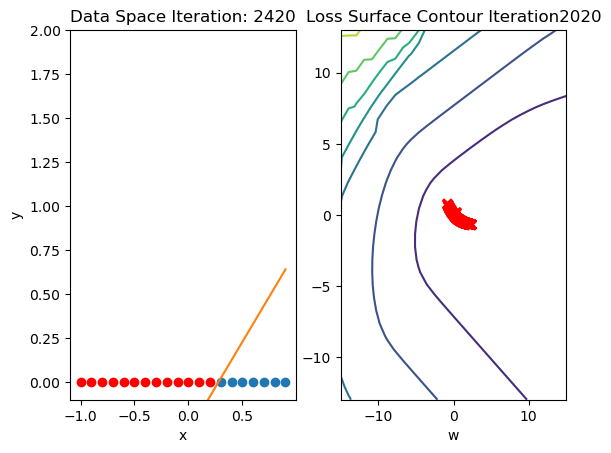 Data Space Iteration: 2420
Loss Surface Contour Iteration2020
2.00
1.75
1.50
1.25
1.00
0.75
0.50
0.25
0.00
y
−1.0 −0.5 0.0 0.5
x
10
5
0
−5
−10
−10 0 10
w